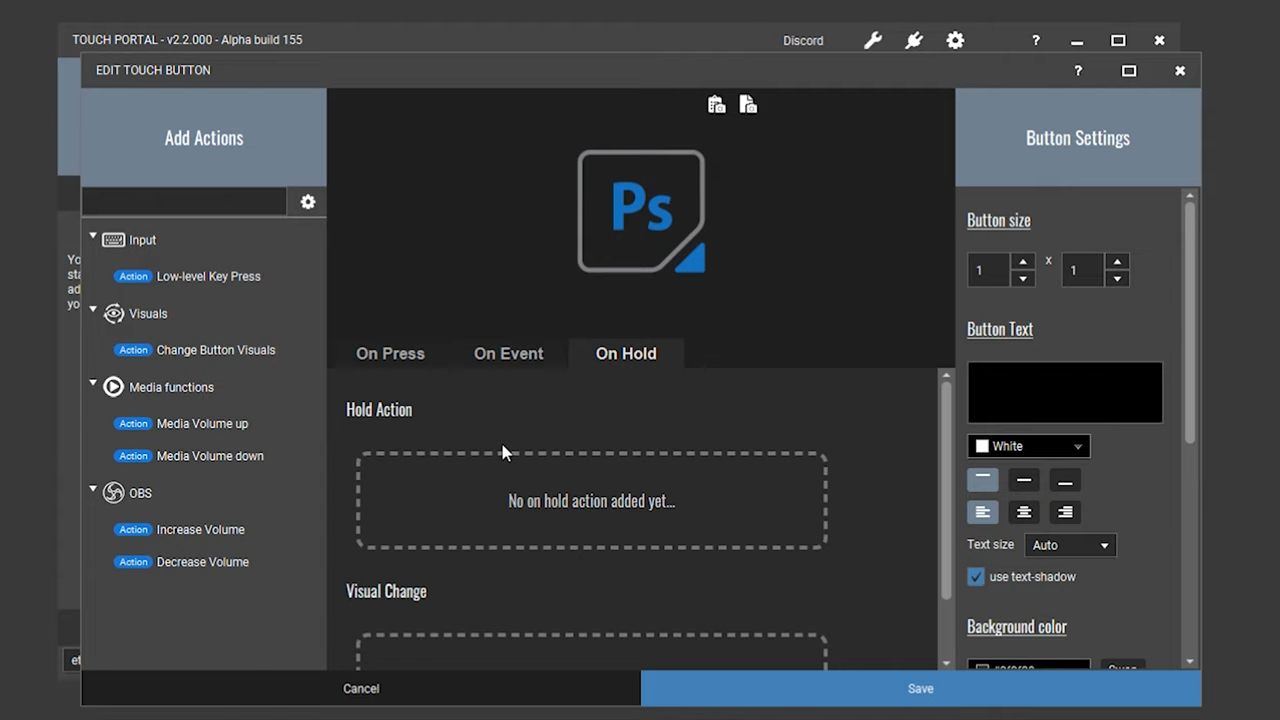 TOUCH PORTAL - v2.2.000 - Alpha build 155
Discord
?
EDIT TOUCH BUTTON
?
Add Actions
Button Settings
Ps
Input
Action Low-level Key Press
Visuals
Action Change Button Visuals
Media functions
Action Media Volume up
Action Media Volume down
OBS
Action Increase Volume
Action Decrease Volume
On Press
On Event
On Hold
Hold Action
No on hold action added yet...
Visual Change
Button size
1 x 1
Button Text
White
Text size Auto
use text-shadow
Background color
Cancel
Save